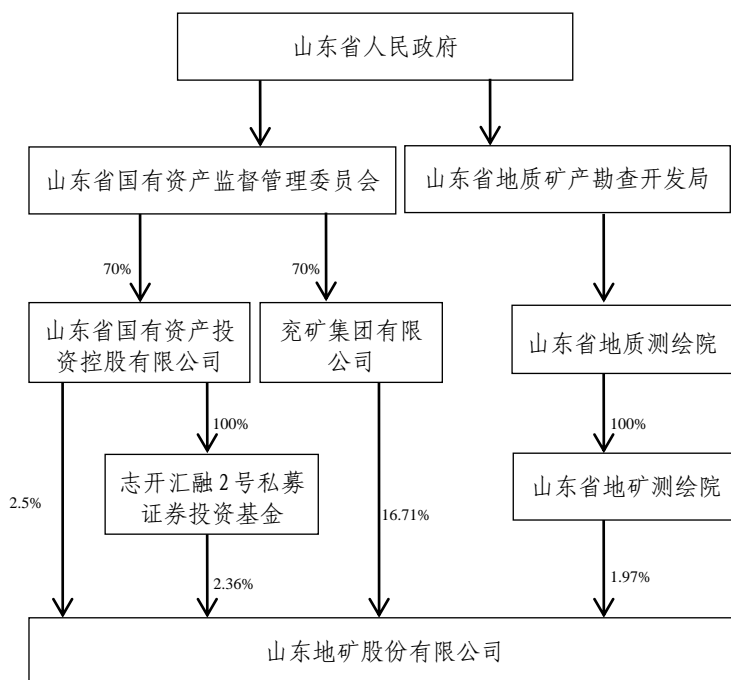 山东省人民政府
山东省国有资产监督管理委员会
山东省地质矿产勘查开发局
70%
70%
山东省国有资产投
资控股有限公司
兖矿集团有限
公司
山东省地质测绘院
100%
100%
志开汇融2号私募
证券投资基金
山东省地矿测绘院
2.5%
16.71%
2.36%
1.97%
山东地矿股份有限公司